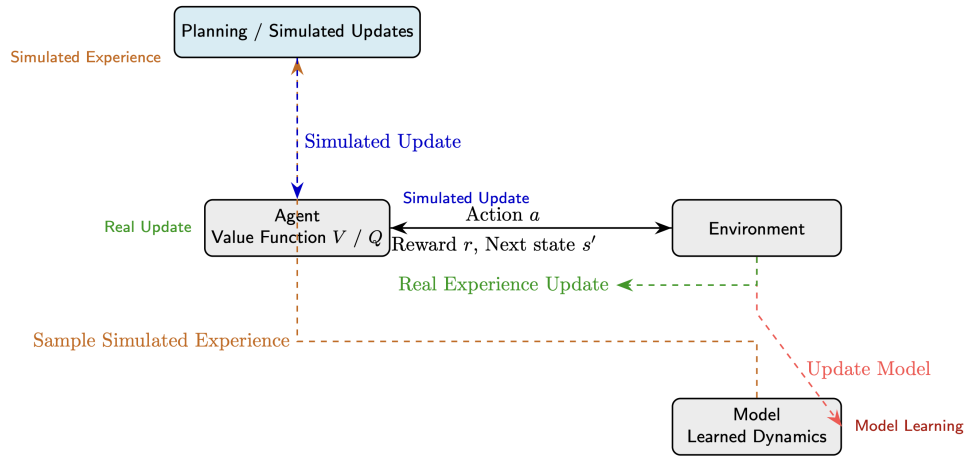 Planning / Simulated Updates
Simulated Experience
Simulated Update
Simulated Update
Agent
Value Function V / Q
Real Update
Action a
Reward r, Next state s′
Environment
Real Experience Update
Sample Simulated Experience
Update Model
Model
Learned Dynamics
Model Learning